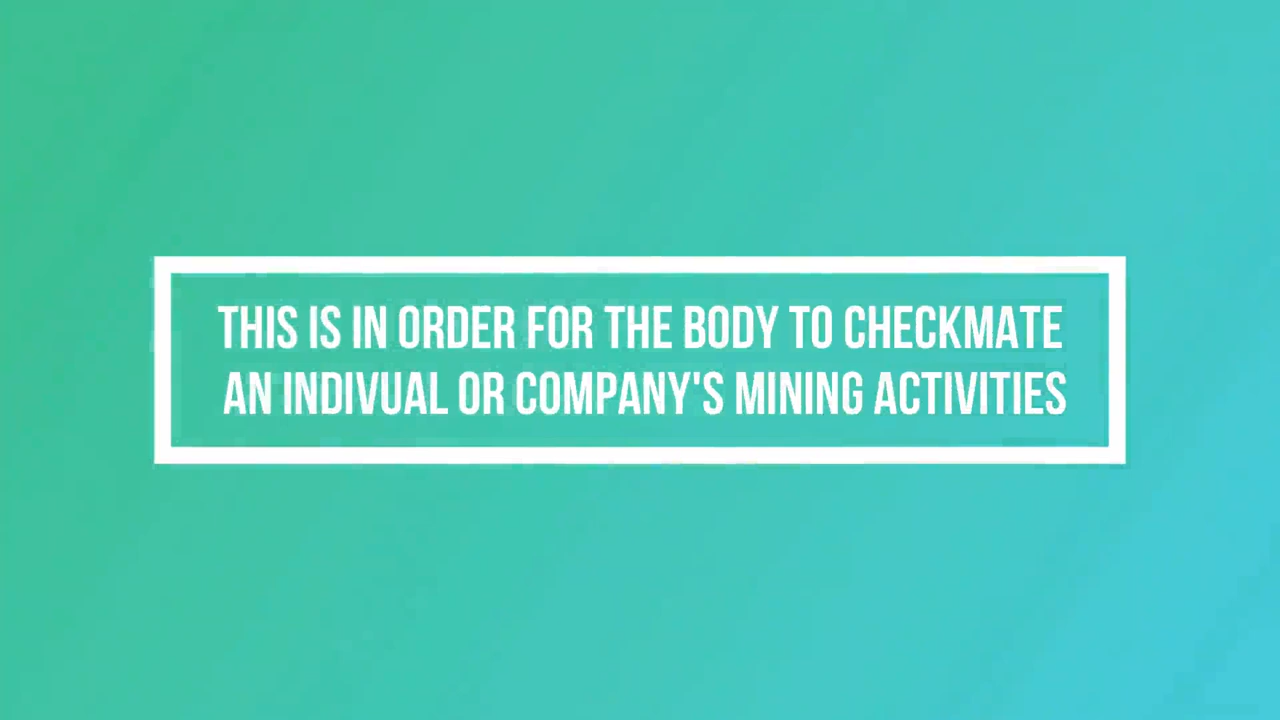 THIS IS IN ORDER FOR THE BODY TO CHECKMATE
AN INDIVUAL OR COMPANY'S MINING ACTIVITIES